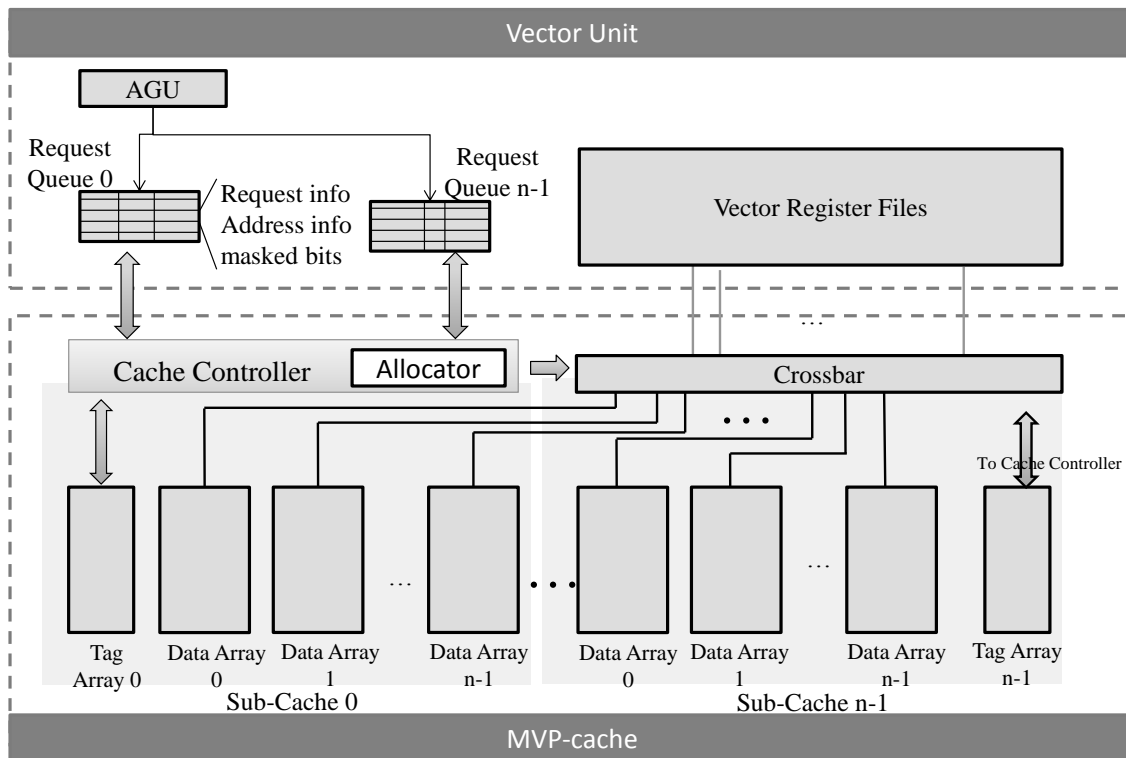 Vector Unit
AGU
Request
Queue 0
Request
Queue n-1
Request info
Address info
masked bits
Vector Register Files
...
Cache Controller
Allocator
Crossbar
...
To Cache Controller
...
...
...
Tag
Array 0
Data Array
0
Data Array
1
Data Array
n-1
Data Array
0
Data Array
1
Data Array
n-1
Tag Array
n-1
Sub-Cache 0
Sub-Cache n-1
MVP-cache